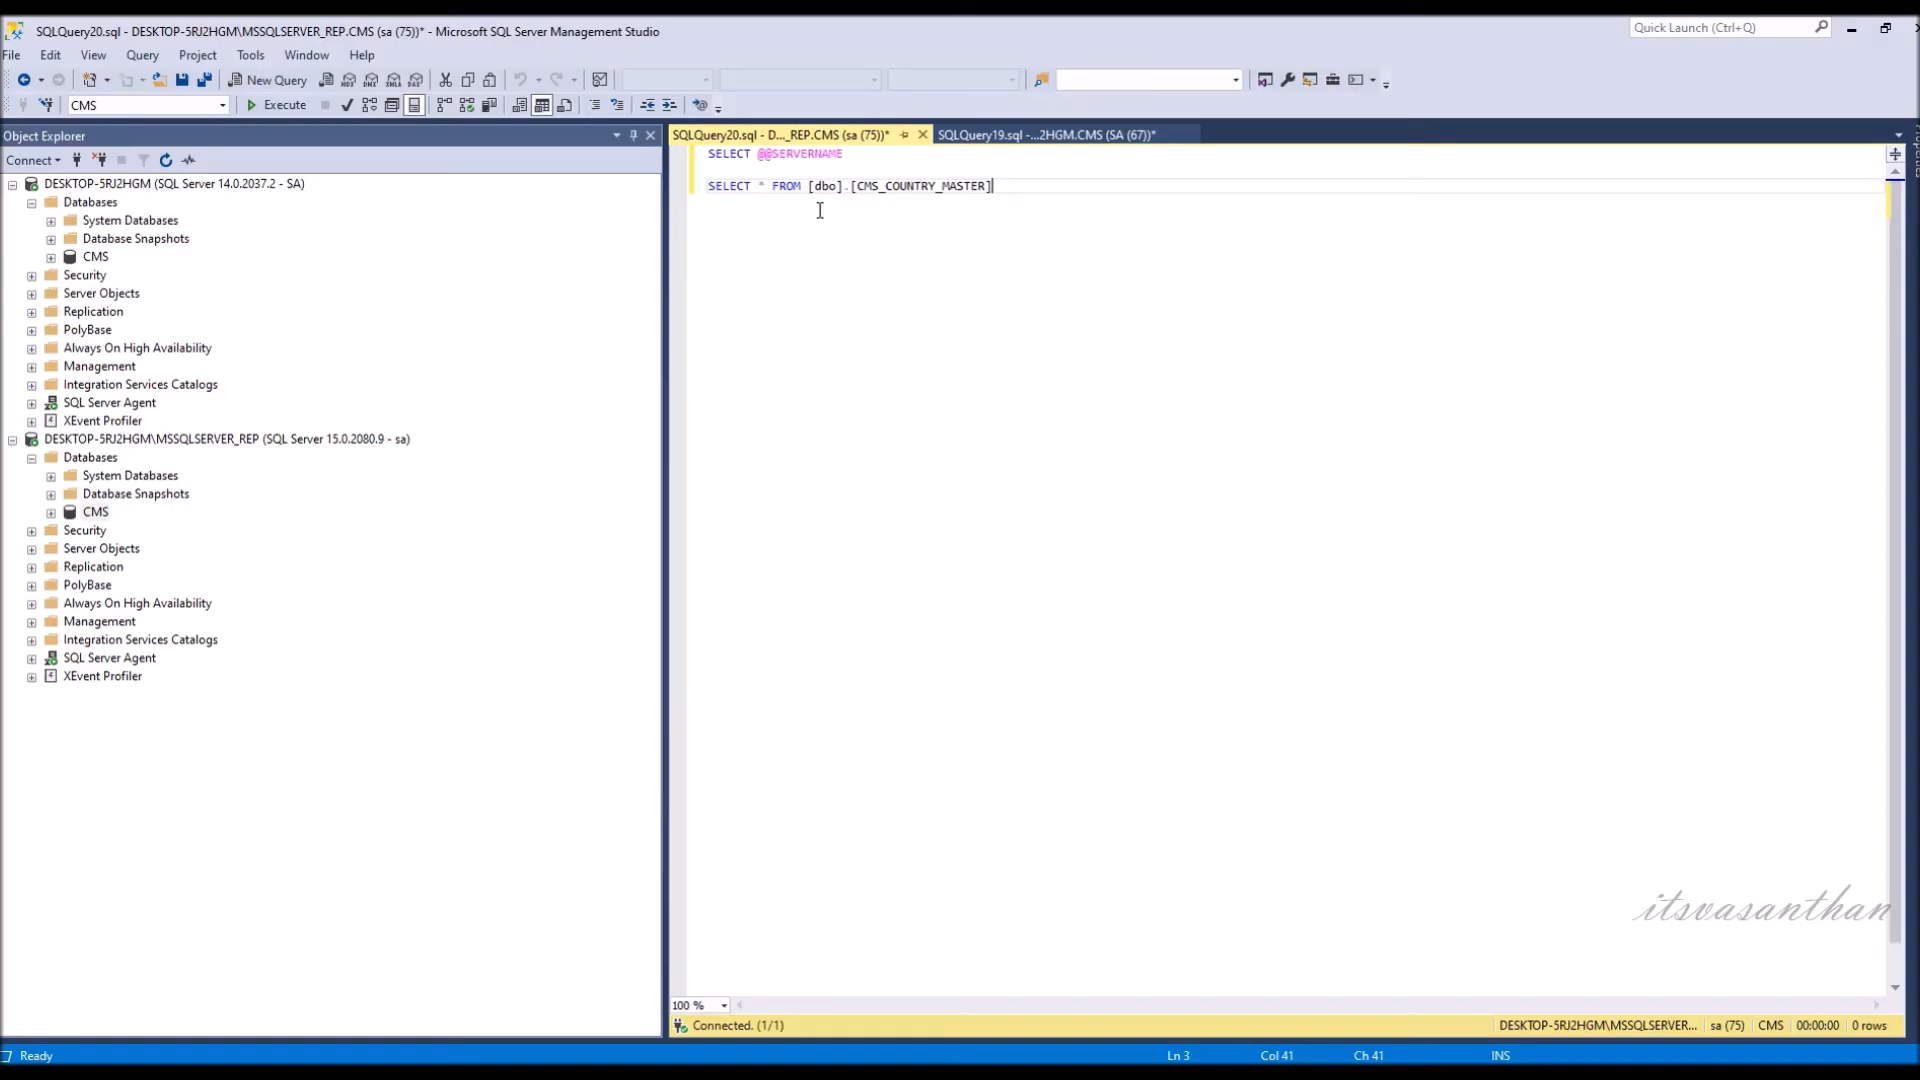 SQLQuery20.sql - DESKTOP-5RJ2HGM\MSSQLSERVER_REP.CMS (sa (75))* - Microsoft SQL Server Management Studio
Quick Launch (Ctrl+Q)
File Edit View Query Project Tools Window Help
New Query
CMS
Execute
Object Explorer
Connect
DESKTOP-5RJ2HGM (SQL Server 14.0.2037.2 - SA)
Databases
System Databases
Database Snapshots
CMS
Security
Server Objects
Replication
PolyBase
Always On High Availability
Management
Integration Services Catalogs
SQL Server Agent
XEvent Profiler
DESKTOP-5RJ2HGM\MSSQLSERVER_REP (SQL Server 15.0.2080.9 - sa)
Databases
System Databases
Database Snapshots
CMS
Security
Server Objects
Replication
PolyBase
Always On High Availability
Management
Integration Services Catalogs
SQL Server Agent
XEvent Profiler
SQLQuery20.sql - D..._REP.CMS (sa (75))*
SQLQuery19.sql -...2HGM.CMS (SA (67))*
SELECT @@SERVERNAME
SELECT * FROM [dbo].[CMS_COUNTRY_MASTER]
itsvasanthan
100 %
Connected. (1/1)
DESKTOP-5RJ2HGM\MSSQLSERVER... sa (75) CMS 00:00:00 0 rows
Ready
Ln 3 Col 41 Ch 41 INS